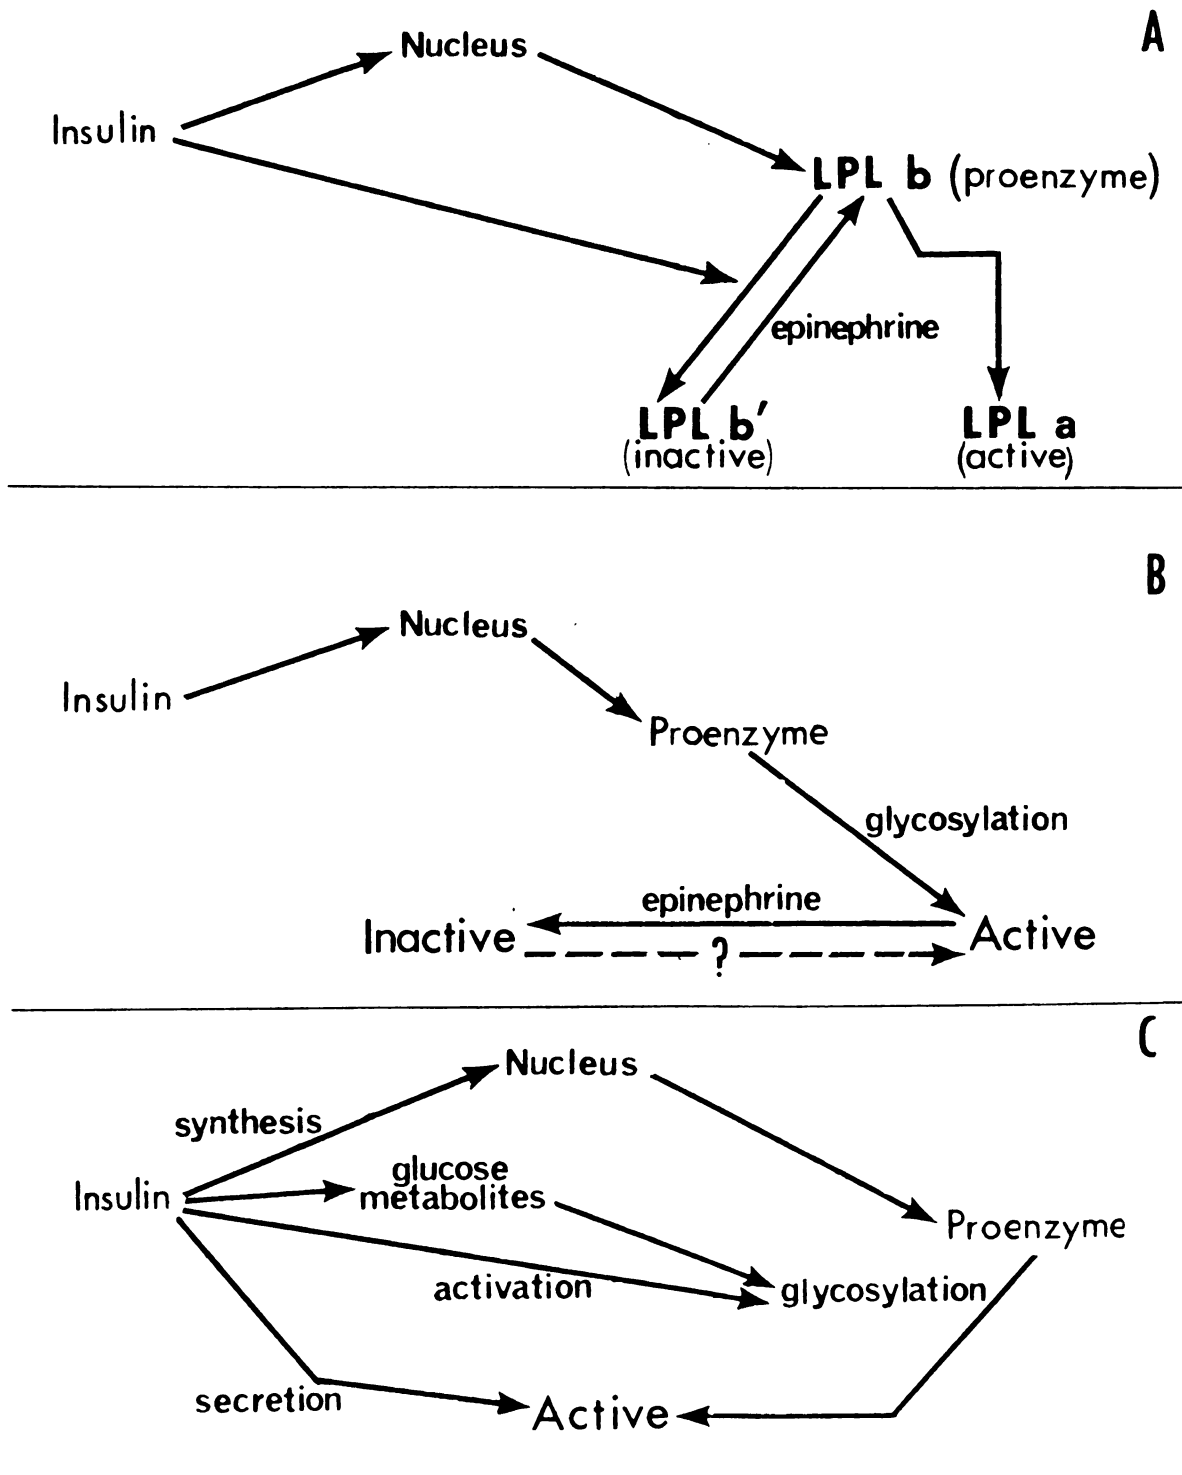 A
Nucleus
Insulin
LPL b (proenzyme)
epinephrine
LPL b′
(inactive)
LPL a
(active)
B
Nucleus
Insulin
Proenzyme
glycosylation
epinephrine
Inactive
?
Active
C
Nucleus
synthesis
glucose
metabolites
Insulin
Proenzyme
activation
glycosylation
secretion
Active